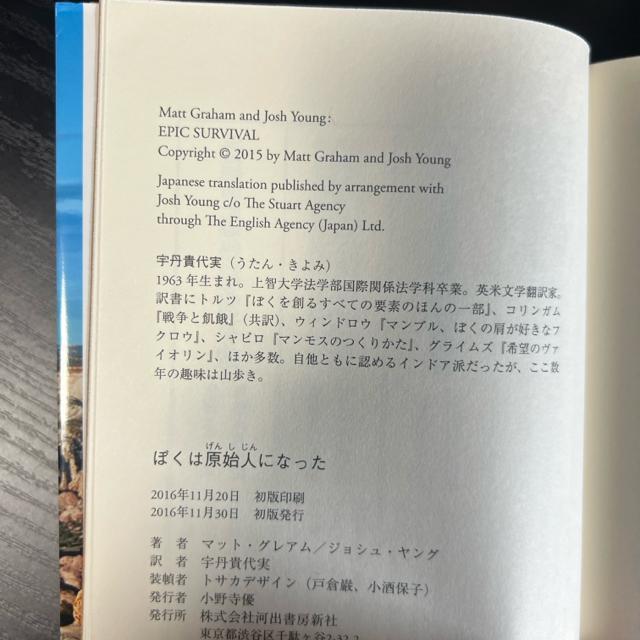 Matt Graham and Josh Young:
EPIC SURVIVAL
Copyright © 2015 by Matt Graham and Josh Young
Japanese translation published by arrangement with
Josh Young c/o The Stuart Agency
through The English Agency (Japan) Ltd.
宇丹貴代実（うたん・きよみ）
1963年生まれ。上智大学法学部国際関係法学科卒業。英米文学翻訳家。
訳書にトルツ『ぼくを創るすべての要素のほんの一部』、コリンガム
『戦争と飢餓』（共訳）、ウィンドロウ『マンブル、ぼくの肩が好きなフ
クロウ』、シャピロ『マンモスのつくりかた』、グライムズ『希望のヴァ
イオリン』、ほか多数。自他ともに認めるインドア派だったが、ここ数
年の趣味は山歩き。
げんしじん
ぼくは原始人になった
2016年11月20日　初版印刷
2016年11月30日　初版発行
著　者　マット・グレアム／ジョシュ・ヤング
訳　者　宇丹貴代実
装幀者　トサカデザイン（戸倉巌、小酒保子）
発行者　小野寺優
発行所　株式会社河出書房新社
東京都渋谷区千駄ヶ谷2-32-2